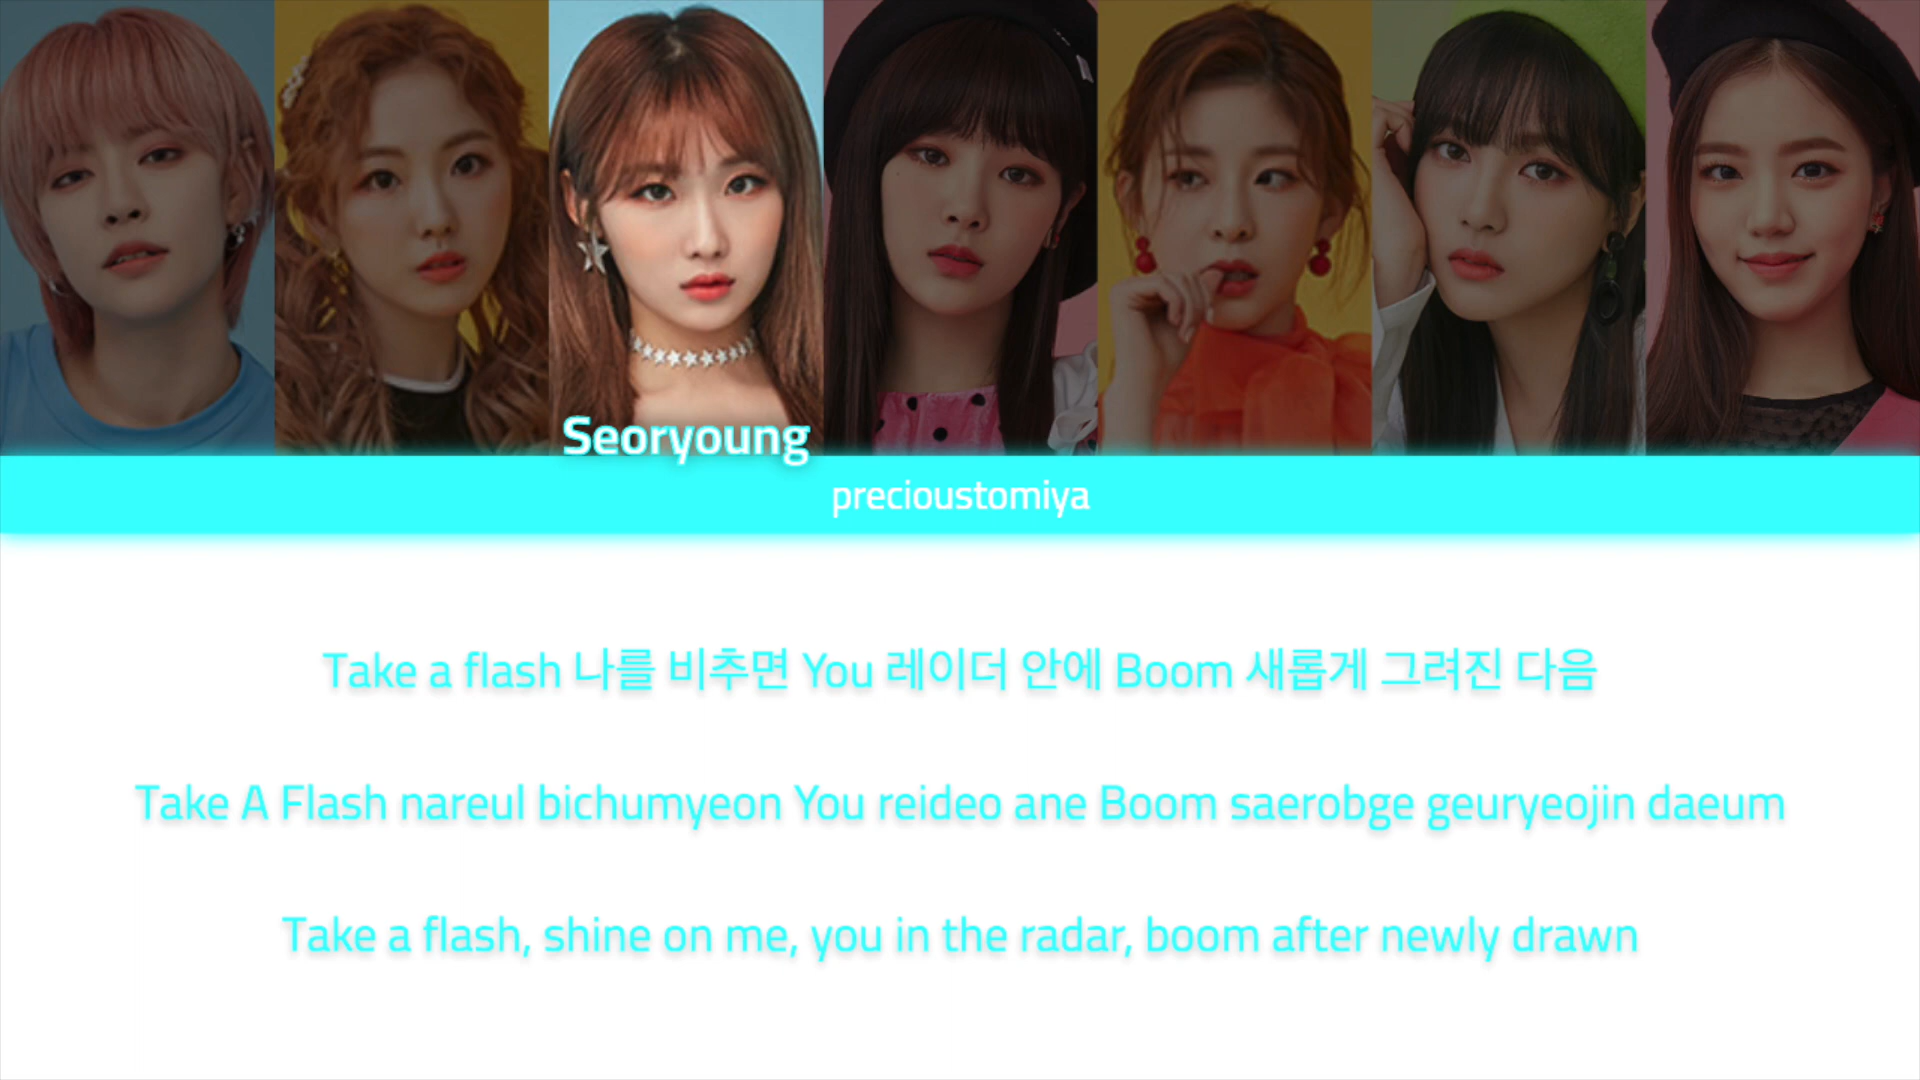 Seoryoung
precioustomiya
Take a flash 나를 비추면 You 레이더 안에 Boom 새롭게 그려진 다음
Take A Flash nareul bichumyeon You reideo ane Boom saerobge geuryeojin daeum
Take a flash, shine on me, you in the radar, boom after newly drawn